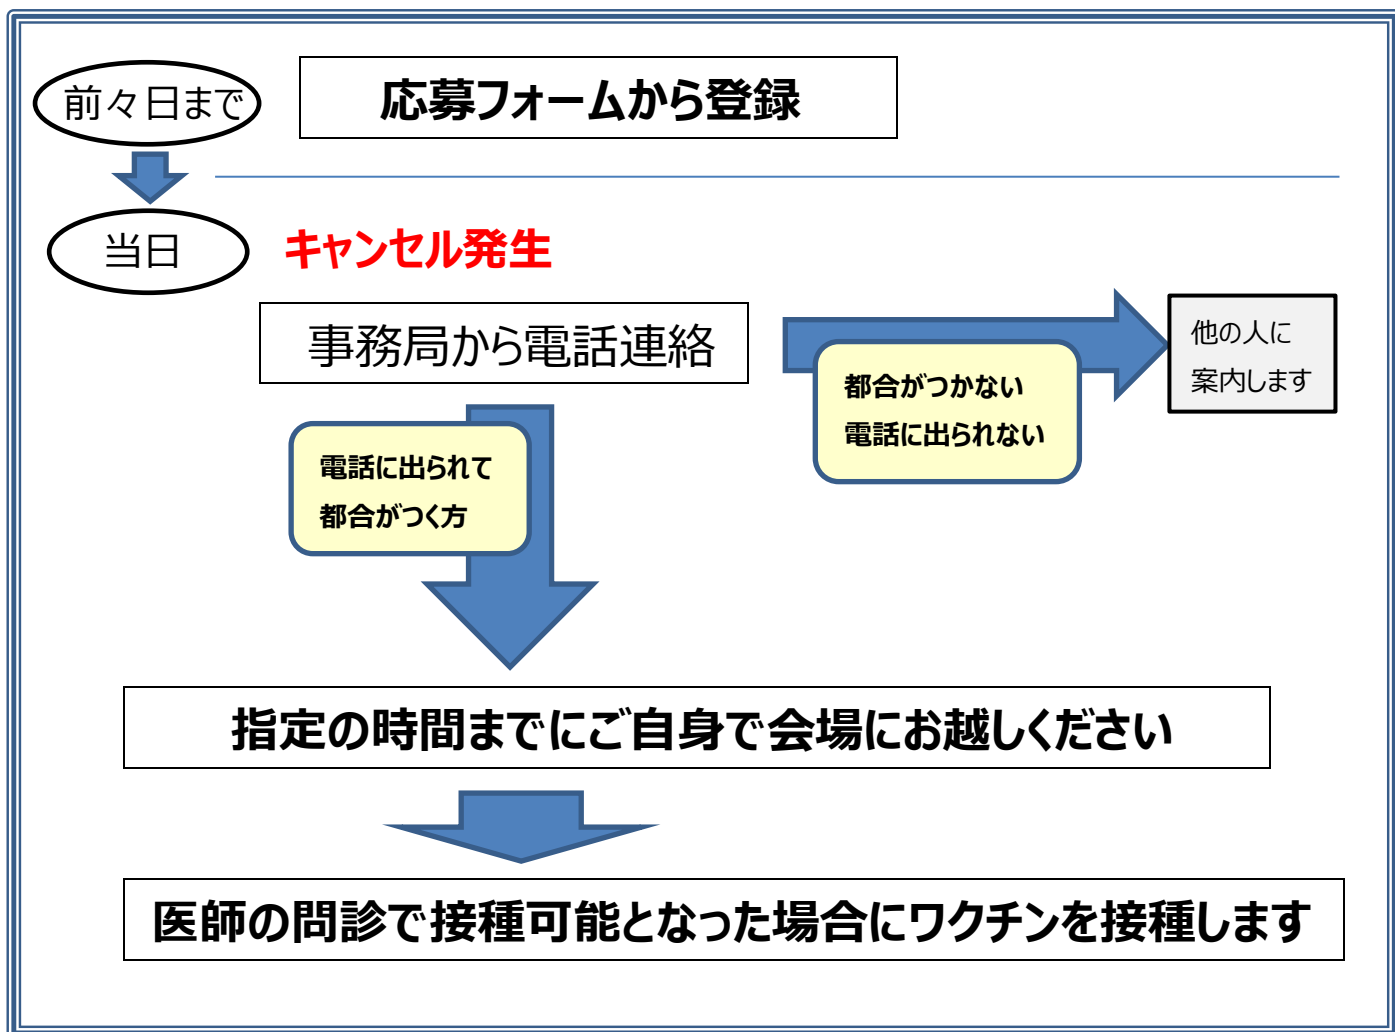 前々日まで
応募フォームから登録
当日
キャンセル発生
事務局から電話連絡
都合がつかない
電話に出られない
他の人に
案内します
電話に出られて
都合がつく方
指定の時間までにご自身で会場にお越しください
医師の問診で接種可能となった場合にワクチンを接種します